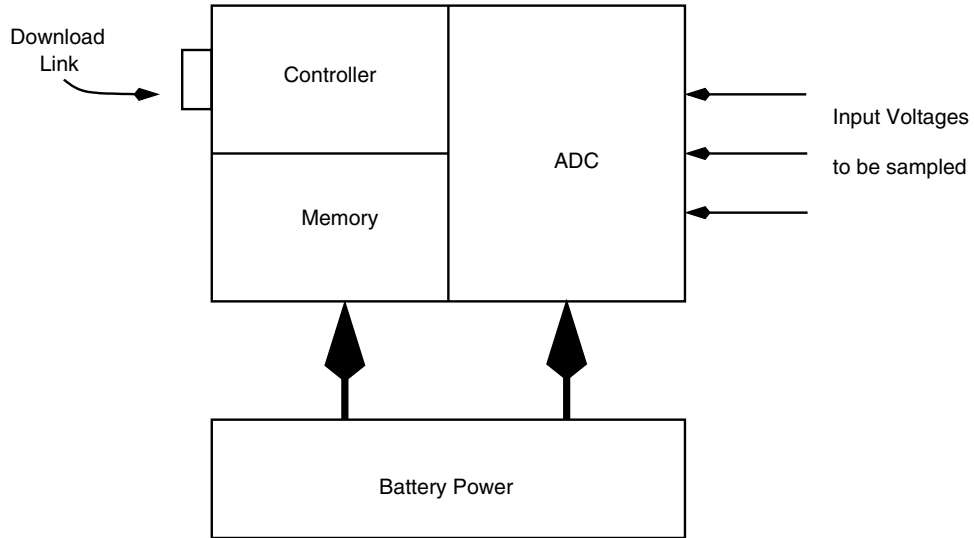 Download
Link
Controller
Memory
ADC
Input Voltages
to be sampled
Battery Power